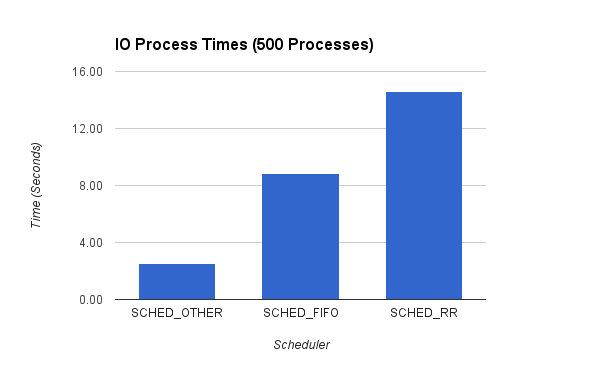 IO Process Times (500 Processes)
16.00
12.00
8.00
4.00
0.00
Time (Seconds)
SCHED_OTHER SCHED_FIFO SCHED_RR
Scheduler